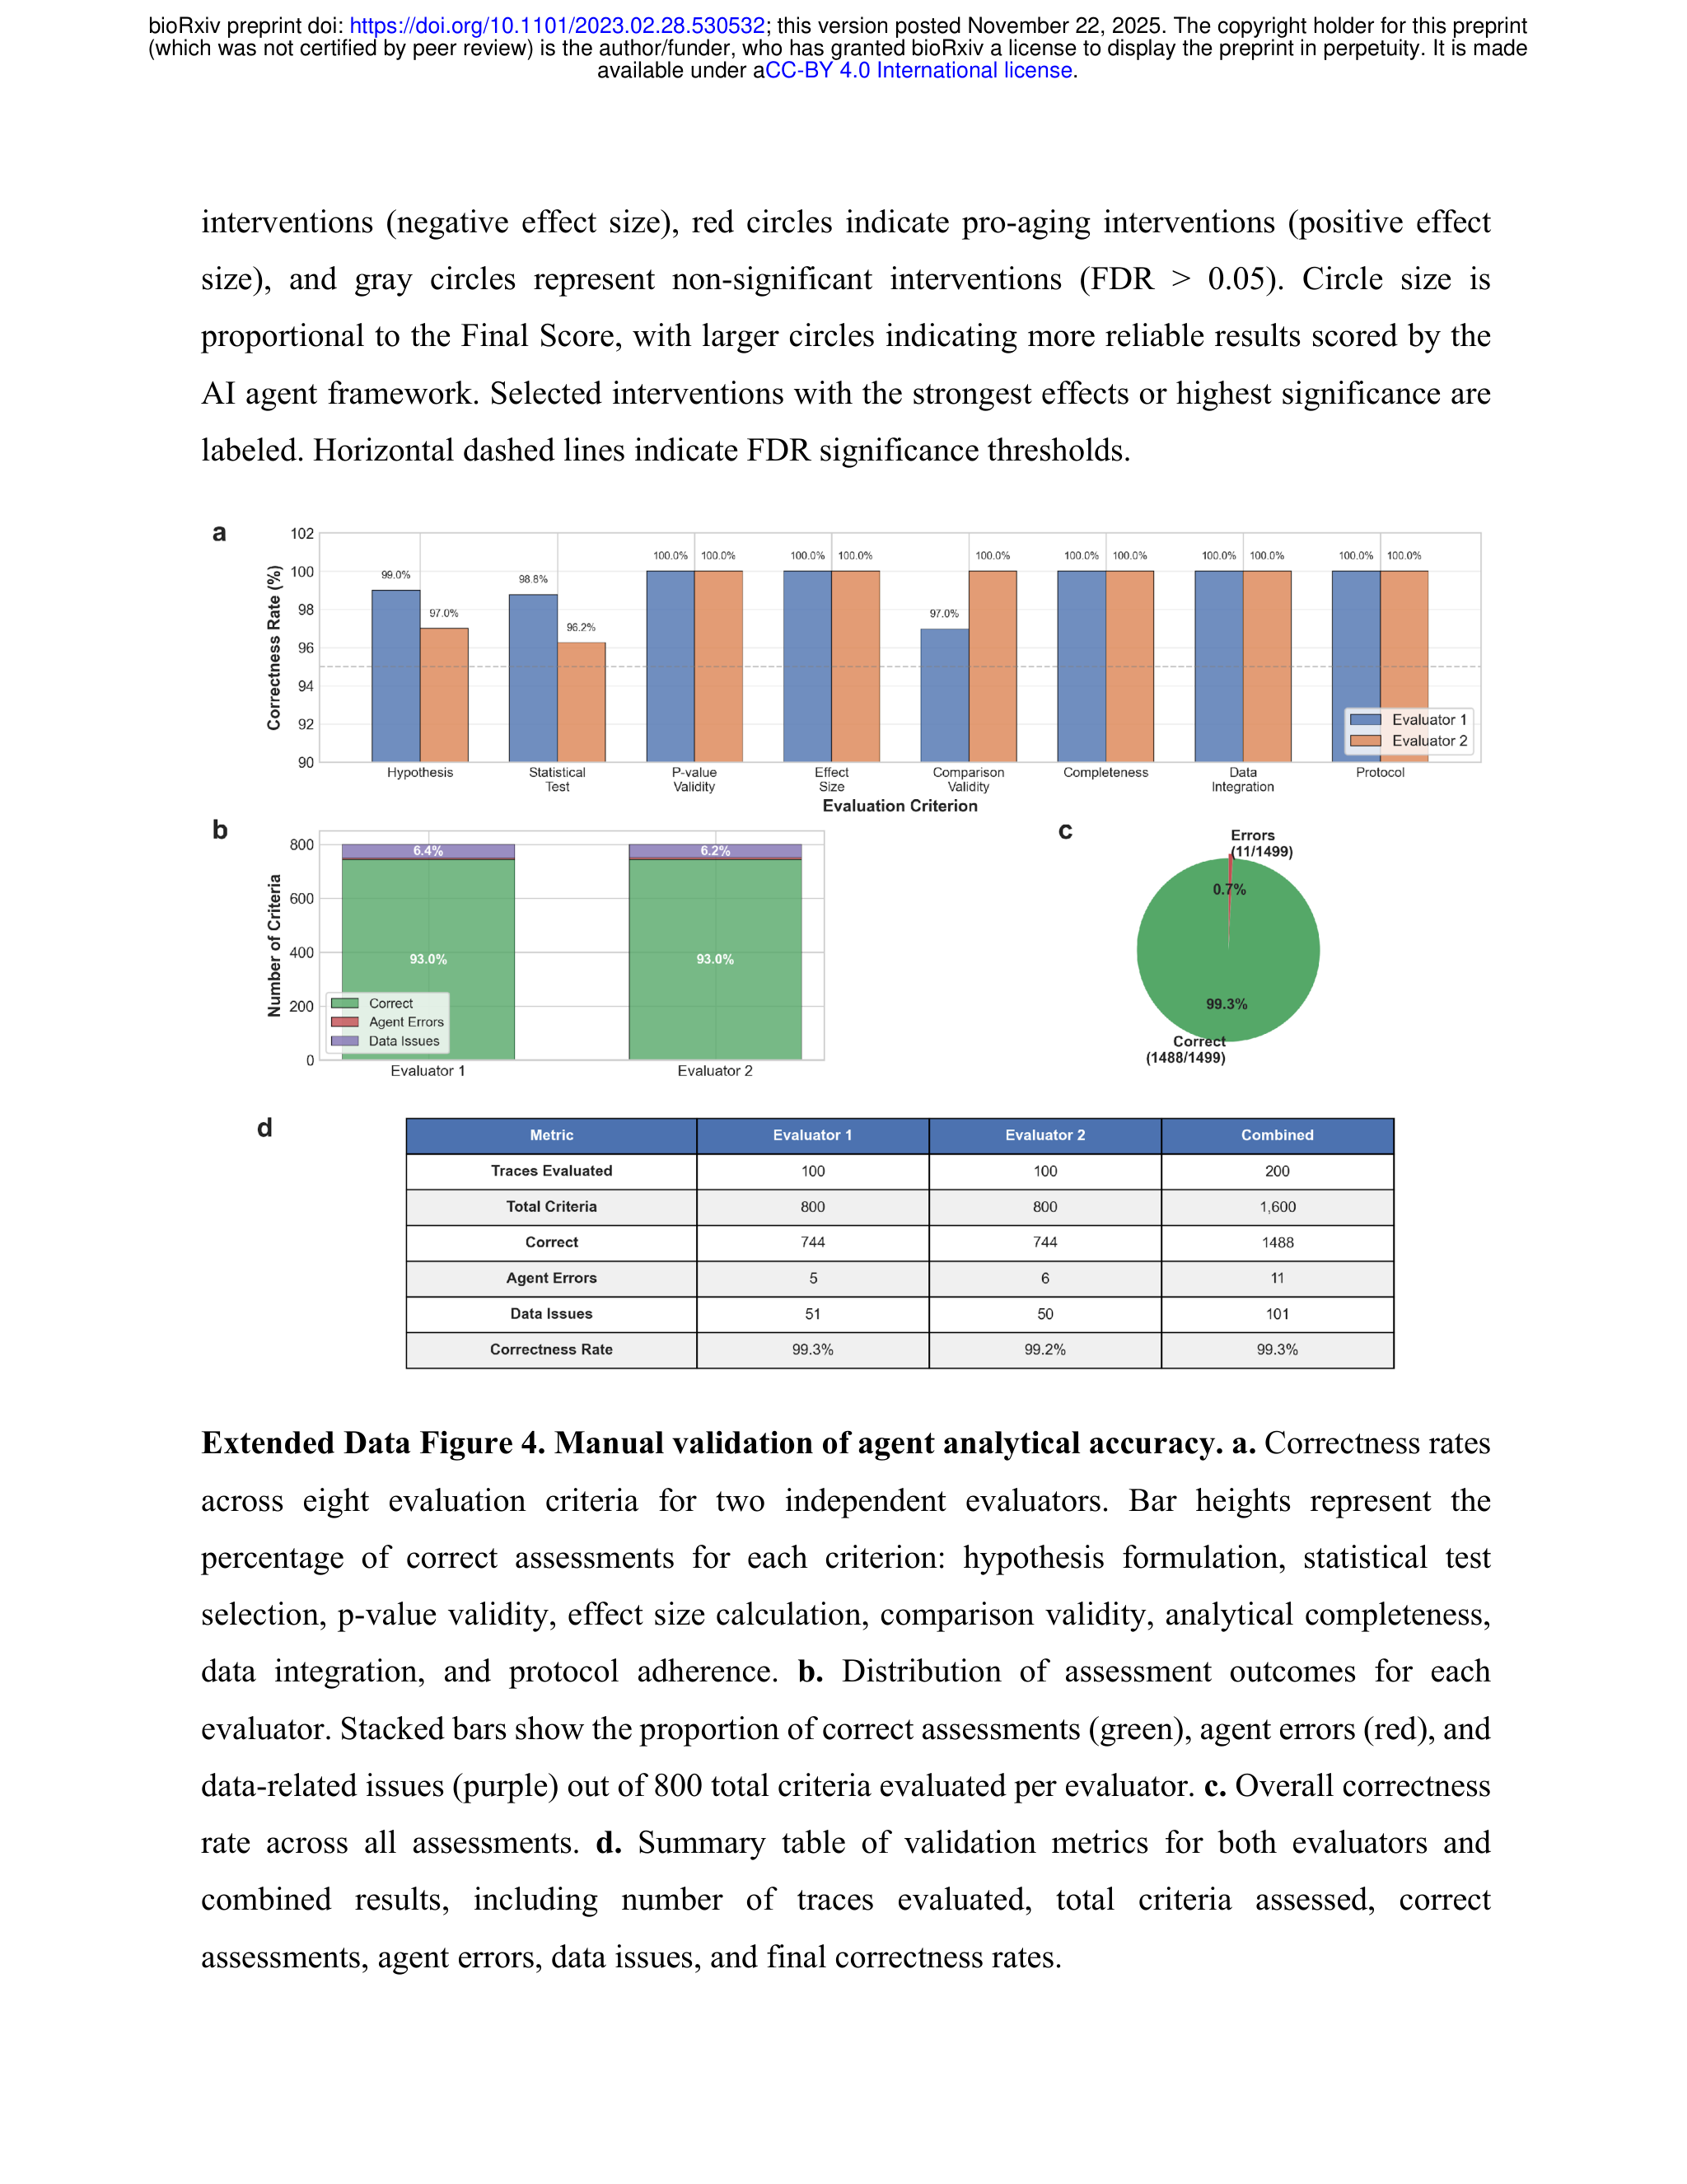 bioRxiv preprint doi: https://doi.org/10.1101/2023.02.28.530532; this version posted November 22, 2025. The copyright holder for this preprint
(which was not certified by peer review) is the author/funder, who has granted bioRxiv a license to display the preprint in perpetuity. It is made
available under aCC-BY 4.0 International license.
interventions (negative effect size), red circles indicate pro-aging interventions (positive effect
size), and gray circles represent non-significant interventions (FDR > 0.05). Circle size is
proportional to the Final Score, with larger circles indicating more reliable results scored by the
AI agent framework. Selected interventions with the strongest effects or highest significance are
labeled. Horizontal dashed lines indicate FDR significance thresholds.
a
Correctness Rate (%)
102
100
98
96
94
92
90
99.0%
97.0%
98.8%
96.2%
100.0%
100.0%
100.0%
100.0%
97.0%
100.0%
100.0%
100.0%
100.0%
100.0%
100.0%
100.0%
Evaluator 1
Evaluator 2
Hypothesis
Statistical
Test
P-value
Validity
Effect
Size
Comparison
Validity
Completeness
Data
Integration
Protocol
Evaluation Criterion
b
Number of Criteria
800
600
400
200
0
6.4%
6.2%
93.0%
93.0%
Correct
Agent Errors
Data Issues
Evaluator 1
Evaluator 2
c
Errors
(11/1499)
0.7%
99.3%
Correct
(1488/1499)
d
Metric Evaluator 1 Evaluator 2 Combined
Traces Evaluated 100 100 200
Total Criteria 800 800 1,600
Correct 744 744 1488
Agent Errors 5 6 11
Data Issues 51 50 101
Correctness Rate 99.3% 99.2% 99.3%
Extended Data Figure 4. Manual validation of agent analytical accuracy. a. Correctness rates
across eight evaluation criteria for two independent evaluators. Bar heights represent the
percentage of correct assessments for each criterion: hypothesis formulation, statistical test
selection, p-value validity, effect size calculation, comparison validity, analytical completeness,
data integration, and protocol adherence. b. Distribution of assessment outcomes for each
evaluator. Stacked bars show the proportion of correct assessments (green), agent errors (red), and
data-related issues (purple) out of 800 total criteria evaluated per evaluator. c. Overall correctness
rate across all assessments. d. Summary table of validation metrics for both evaluators and
combined results, including number of traces evaluated, total criteria assessed, correct
assessments, agent errors, data issues, and final correctness rates.